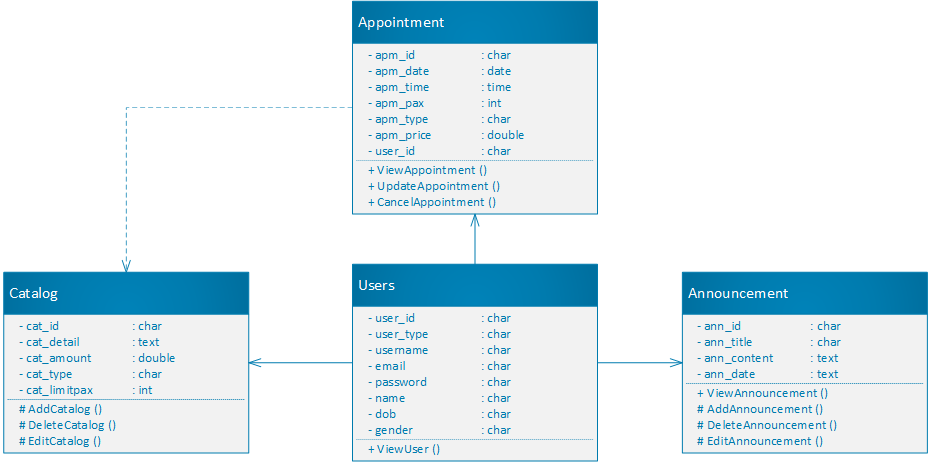 Appointment
- apm_id : char
- apm_date : date
- apm_time : time
- apm_pax : int
- apm_type : char
- apm_price : double
- user_id : char
+ ViewAppointment ()
+ UpdateAppointment ()
+ CancelAppointment ()
Catalog
- cat_id : char
- cat_detail : text
- cat_amount : double
- cat_type : char
- cat_limitpax : int
# AddCatalog ()
# DeleteCatalog ()
# EditCatalog ()
Users
- user_id : char
- user_type : char
- username : char
- email : char
- password : char
- name : char
- dob : char
- gender : char
+ ViewUser ()
Announcement
- ann_id : char
- ann_title : char
- ann_content : text
- ann_date : text
+ ViewAnnouncement ()
# AddAnnouncement ()
# DeleteAnnouncement ()
# EditAnnouncement ()